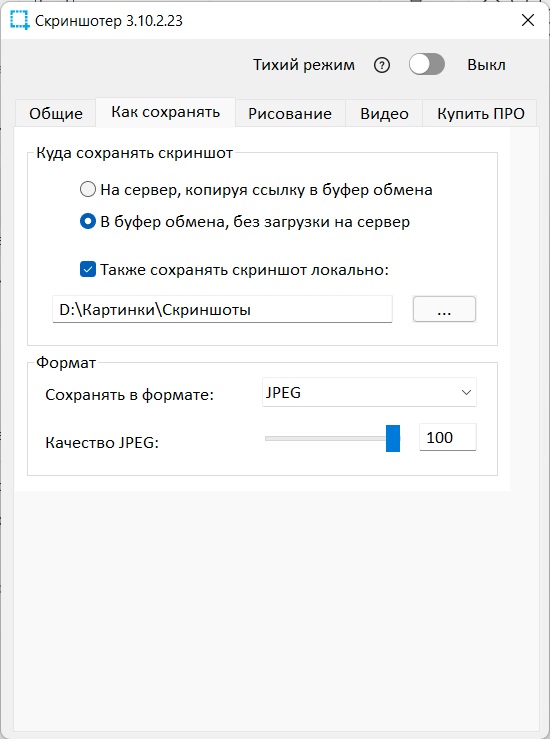 Скриншотер 3.10.2.23
Тихий режим ? Выкл
Общие Как сохранять Рисование Видео Купить ПРО
Куда сохранять скриншот
На сервер, копируя ссылку в буфер обмена
В буфер обмена, без загрузки на сервер
Также сохранять скриншот локально:
D:\Картинки\Скриншоты ...
Формат
Сохранять в формате: JPEG
Качество JPEG: 100